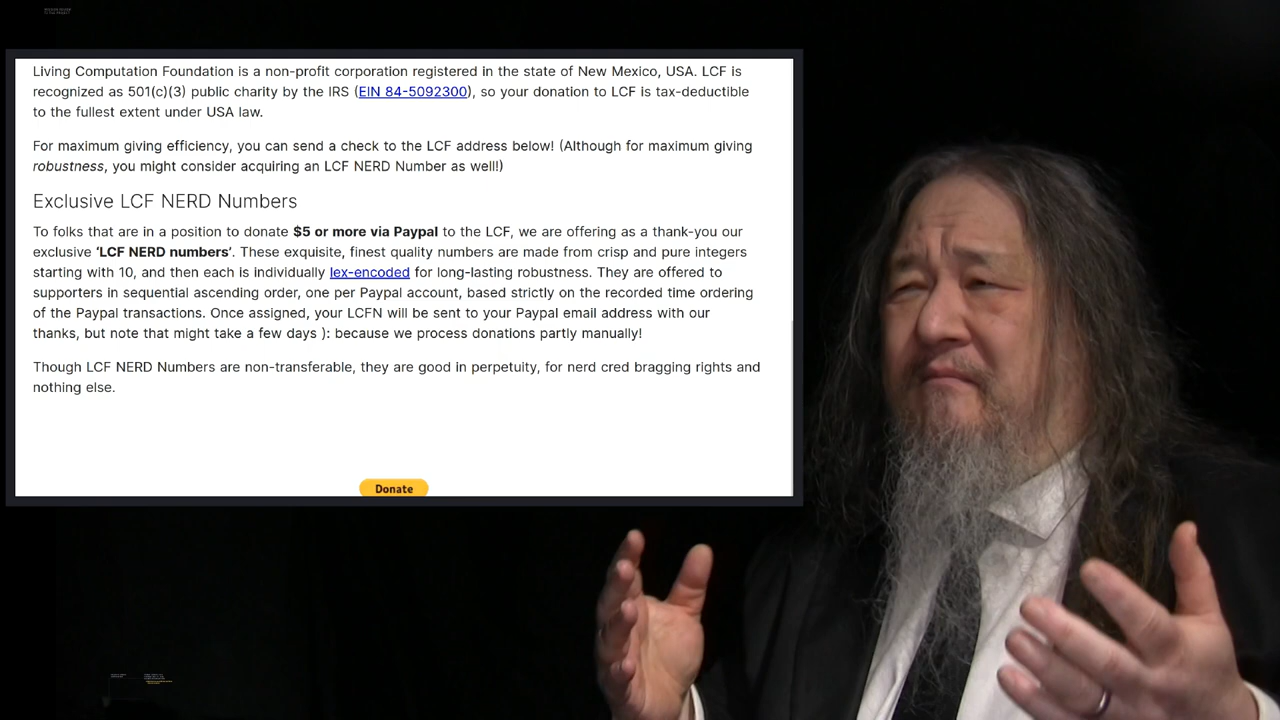 Living Computation Foundation is a non-profit corporation registered in the state of New Mexico, USA. LCF is
recognized as 501(c)(3) public charity by the IRS (EIN 84-5092300), so your donation to LCF is tax-deductible
to the fullest extent under USA law.
For maximum giving efficiency, you can send a check to the LCF address below! (Although for maximum giving
robustness, you might consider acquiring an LCF NERD Number as well!)
Exclusive LCF NERD Numbers
To folks that are in a position to donate $5 or more via Paypal to the LCF, we are offering as a thank-you our
exclusive 'LCF NERD numbers'. These exquisite, finest quality numbers are made from crisp and pure integers
starting with 10, and then each is individually lex-encoded for long-lasting robustness. They are offered to
supporters in sequential ascending order, one per Paypal account, based strictly on the recorded time ordering
of the Paypal transactions. Once assigned, your LCFN will be sent to your Paypal email address with our
thanks, but note that might take a few days ): because we process donations partly manually!
Though LCF NERD Numbers are non-transferable, they are good in perpetuity, for nerd cred bragging rights and
nothing else.
Donate